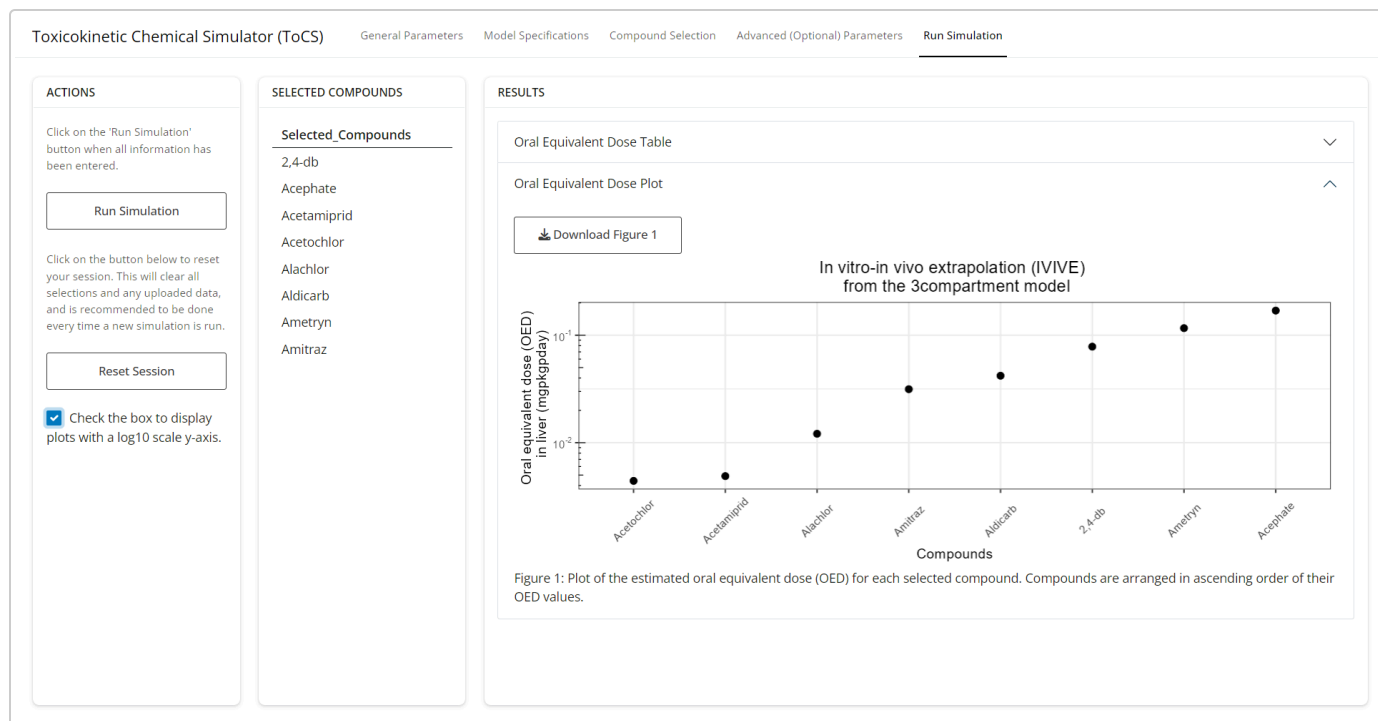 Toxicokinetic Chemical Simulator (ToCS)
General Parameters
Model Specifications
Compound Selection
Advanced (Optional) Parameters
Run Simulation
ACTIONS
Click on the 'Run Simulation'
button when all information has
been entered.
Run Simulation
Click on the button below to reset
your session. This will clear all
selections and any uploaded data,
and is recommended to be done
every time a new simulation is run.
Reset Session
Check the box to display
plots with a log10 scale y-axis.
SELECTED COMPOUNDS
Selected_Compounds
2,4-db
Acephate
Acetamiprid
Acetochlor
Alachlor
Aldicarb
Ametryn
Amitraz
RESULTS
Oral Equivalent Dose Table
Oral Equivalent Dose Plot
Download Figure 1
In vitro-in vivo extrapolation (IVIVE)
from the 3compartment model
Oral equivalent dose (OED)
in liver (mgpkgpday)
10⁻¹
10⁻²
Acetochlor
Acetamiprid
Alachlor
Amitraz
Aldicarb
2,4-db
Ametryn
Acephate
Compounds
Figure 1: Plot of the estimated oral equivalent dose (OED) for each selected compound. Compounds are arranged in ascending order of their
OED values.